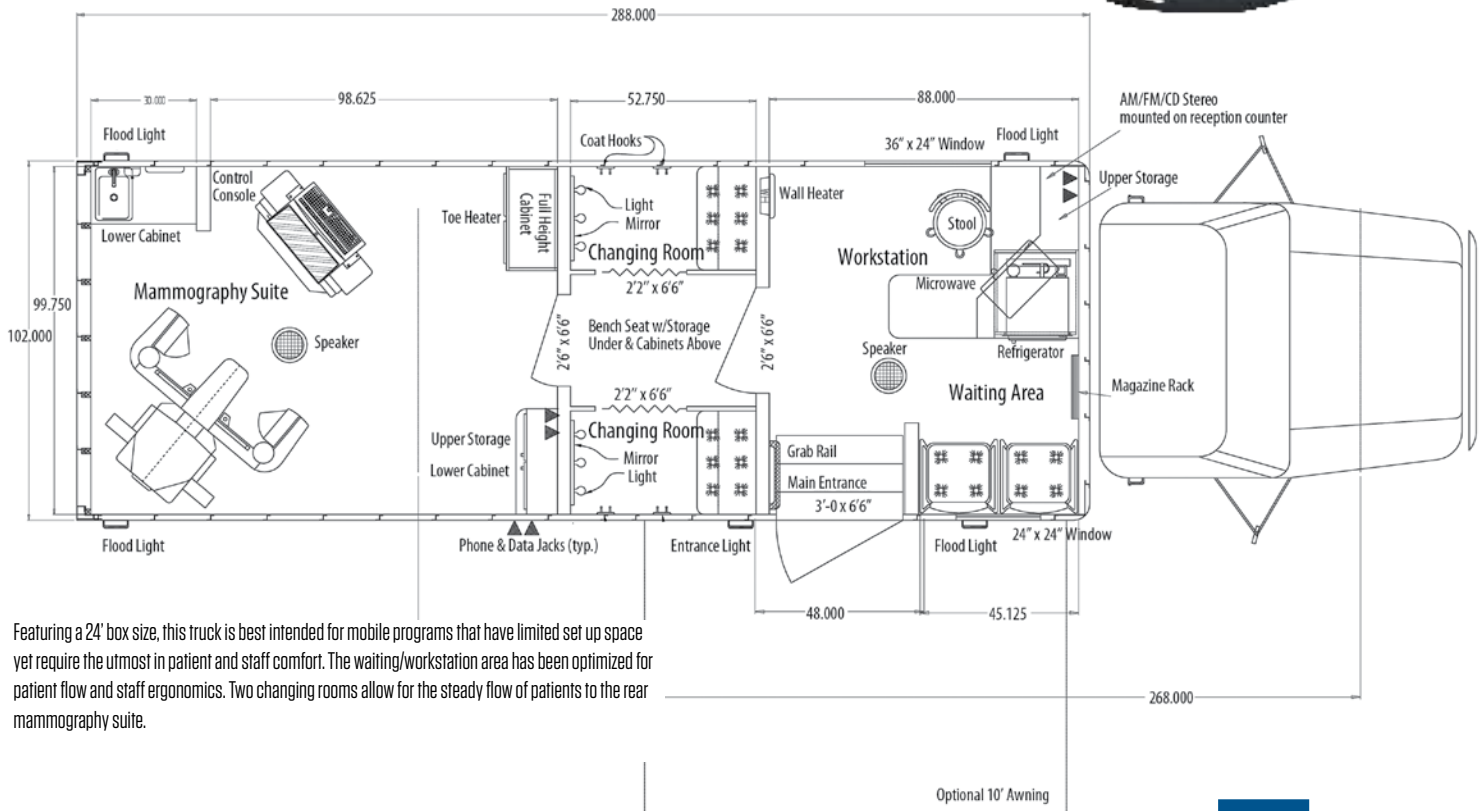 288.000
30.000
98.625
52.750
88.000
AM/FM/CD Stereo
mounted on reception counter
Flood Light
Coat Hooks
36" x 24" Window
Flood Light
Control
Console
Lower Cabinet
Toe Heater
Full Height
Cabinet
Light
Mirror
Changing Room
2'2" x 6'6"
WH
Wall Heater
Stool
Upper Storage
Workstation
Microwave
Mammography Suite
99.750
102.000
Speaker
2'6" x 6'6"
Bench Seat w/Storage
Under & Cabinets Above
2'6" x 6'6"
Speaker
Refrigerator
Waiting Area
Magazine Rack
2'2" x 6'6"
Changing Room
Upper Storage
Lower Cabinet
Mirror
Light
Grab Rail
Main Entrance
3'-0 x 6'6"
Flood Light
Phone & Data Jacks (typ.)
Entrance Light
Flood Light
24" x 24" Window
48.000
45.125
Featuring a 24' box size, this truck is best intended for mobile programs that have limited set up space
yet require the utmost in patient and staff comfort. The waiting/workstation area has been optimized for
patient flow and staff ergonomics. Two changing rooms allow for the steady flow of patients to the rear
mammography suite.
268.000
Optional 10' Awning